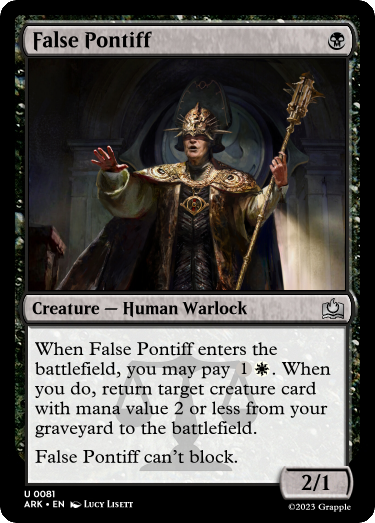 False Pontiff
Creature — Human Warlock
When False Pontiff enters the
battlefield, you may pay 1. When
you do, return target creature card
with mana value 2 or less from your
graveyard to the battlefield.
False Pontiff can't block.
2/1
U 0081
ARK • EN Lucy Lisett
©2023 Grapple